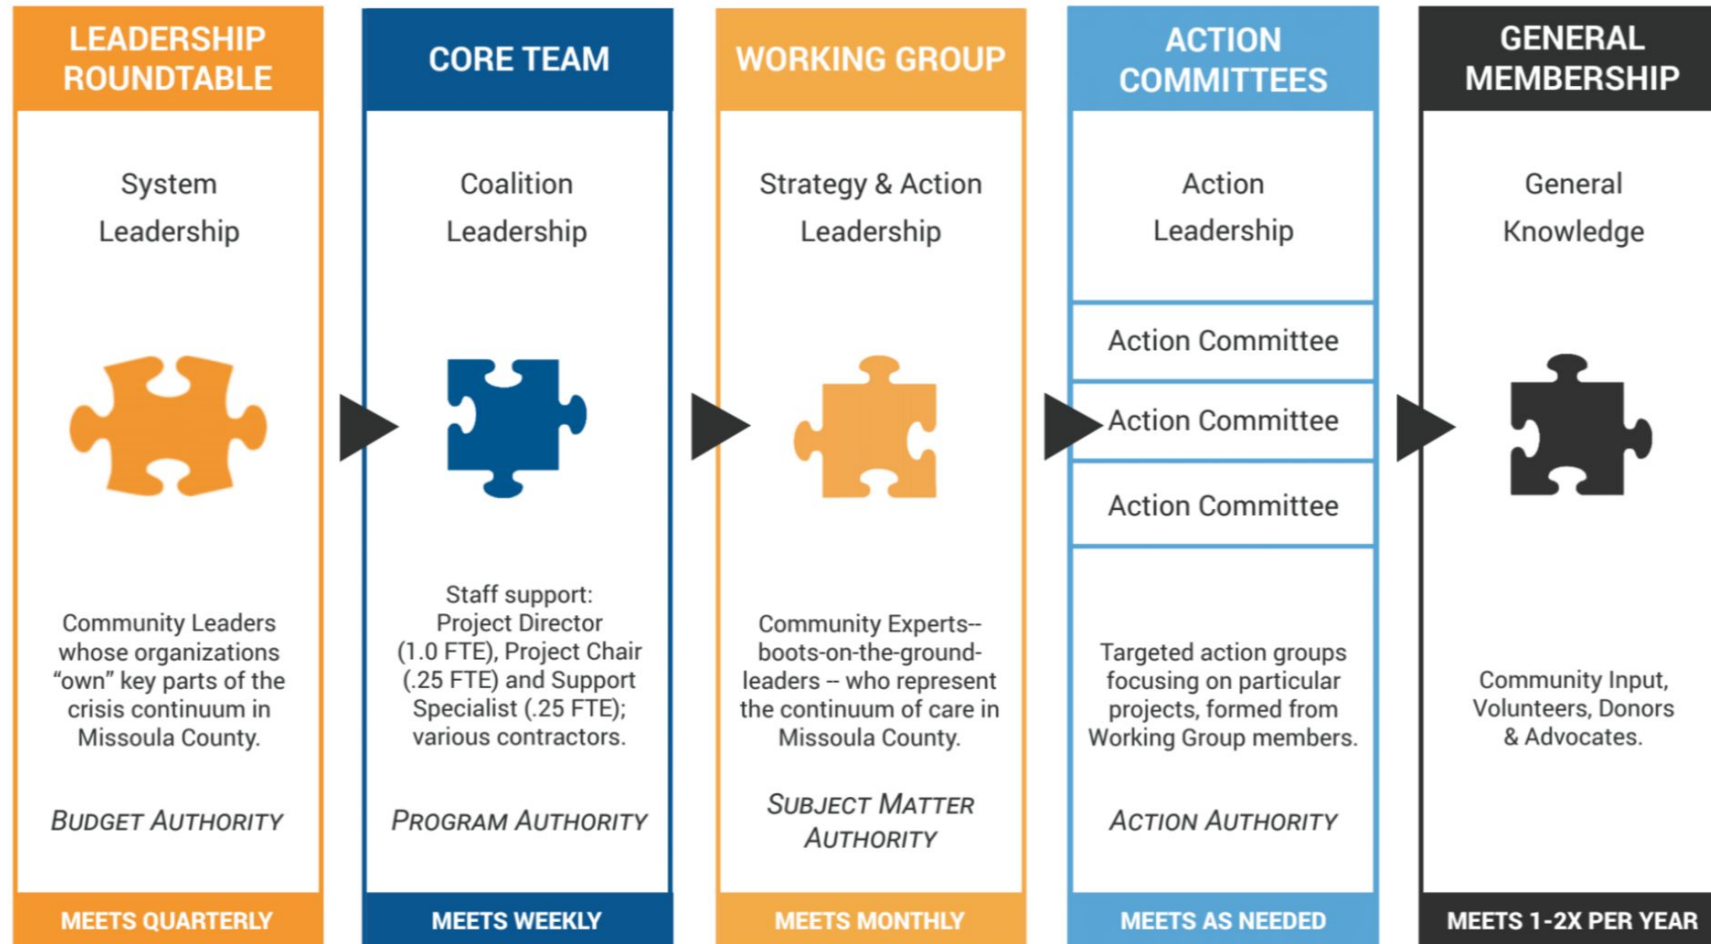 LEADERSHIP
ROUNDTABLE
System
Leadership
Community Leaders
whose organizations
“own” key parts of the
crisis continuum in
Missoula County.
BUDGET AUTHORITY
MEETS QUARTERLY
CORE TEAM
Coalition
Leadership
Staff support:
Project Director
(1.0 FTE), Project Chair
(.25 FTE) and Support
Specialist (.25 FTE);
various contractors.
PROGRAM AUTHORITY
MEETS WEEKLY
WORKING GROUP
Strategy & Action
Leadership
Community Experts--
boots-on-the-ground-
leaders -- who represent
the continuum of care in
Missoula County.
SUBJECT MATTER
AUTHORITY
MEETS MONTHLY
ACTION
COMMITTEES
Action
Leadership
Action Committee
Action Committee
Action Committee
Targeted action groups
focusing on particular
projects, formed from
Working Group members.
ACTION AUTHORITY
MEETS AS NEEDED
GENERAL
MEMBERSHIP
General
Knowledge
Community Input,
Volunteers, Donors
& Advocates.
MEETS 1-2X PER YEAR